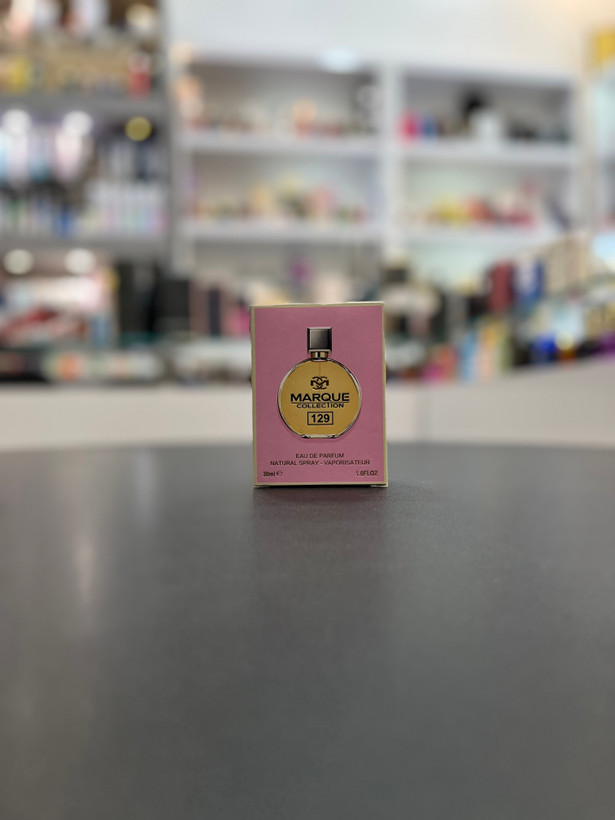 MARQUE
COLLECTION
129
EAU DE PARFUM
NATURAL SPRAY - VAPORISATEUR
30ml ℮ 1.0FL.OZ